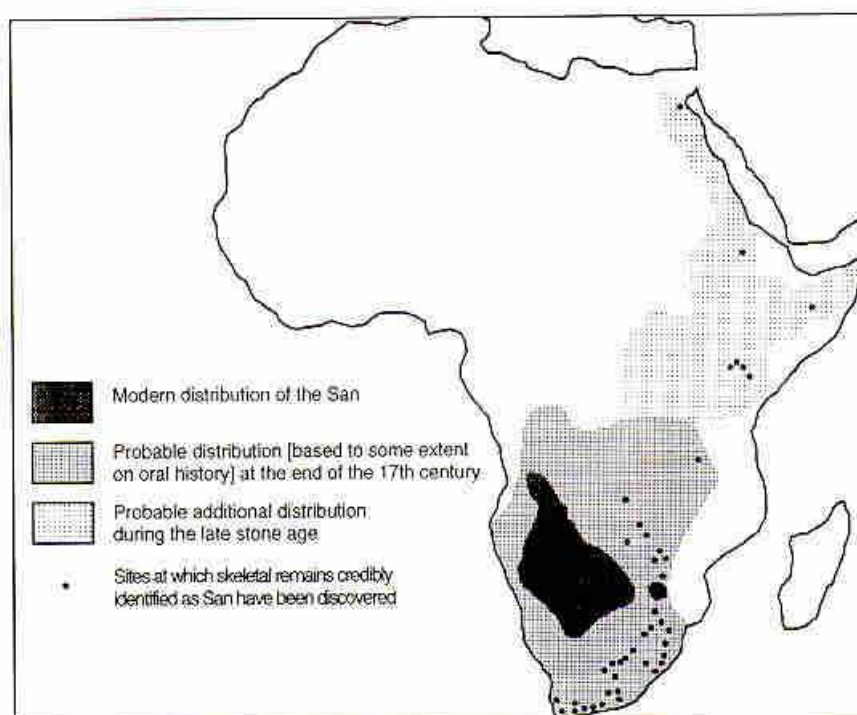 Modern distribution of the San
Probable distribution [based to some extent
on oral history] at the end of the 17th century
Probable additional distribution
during the late stone age
Sites at which skeletal remains credibly
identified as San have been discovered